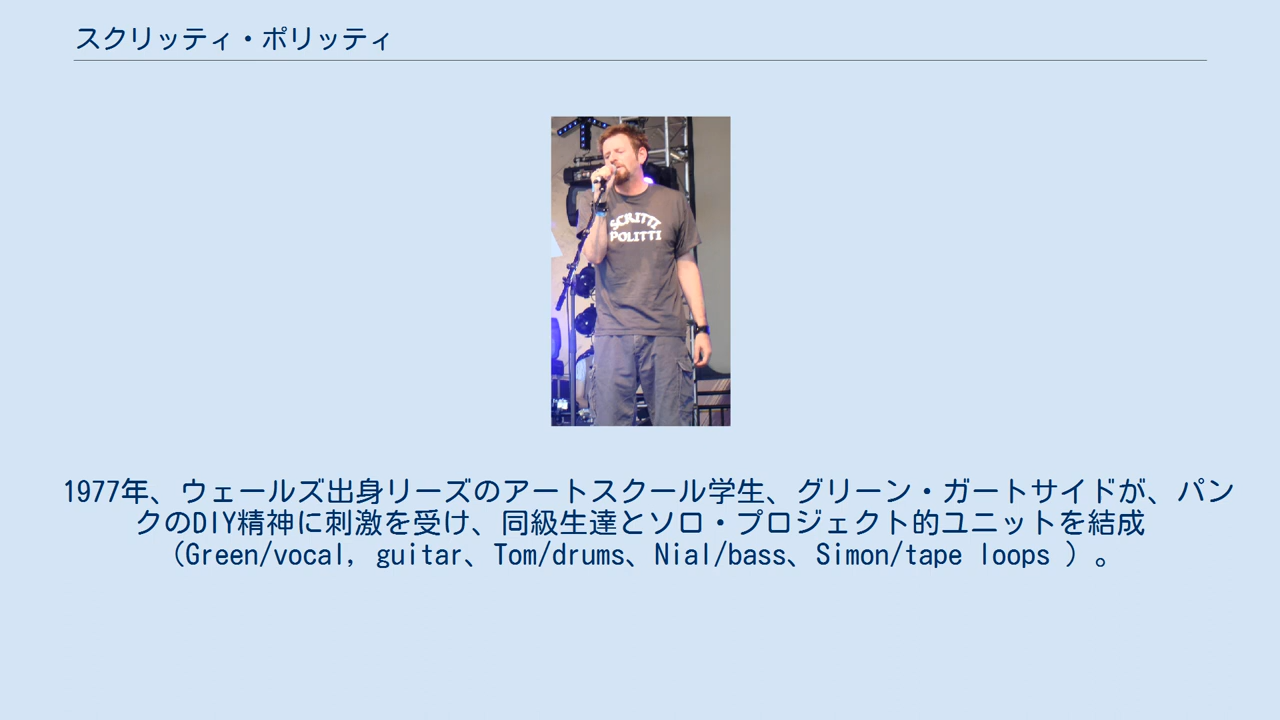 スクリッティ・ポリッティ
SCRITTI
POLITTI
1977年、ウェールズ出身リーズのアートスクール学生、グリーン・ガートサイドが、パン
クのDIY精神に刺激を受け、同級生達とソロ・プロジェクト的ユニットを結成
（Green/vocal, guitar、Tom/drums、Nial/bass、Simon/tape loops ）。